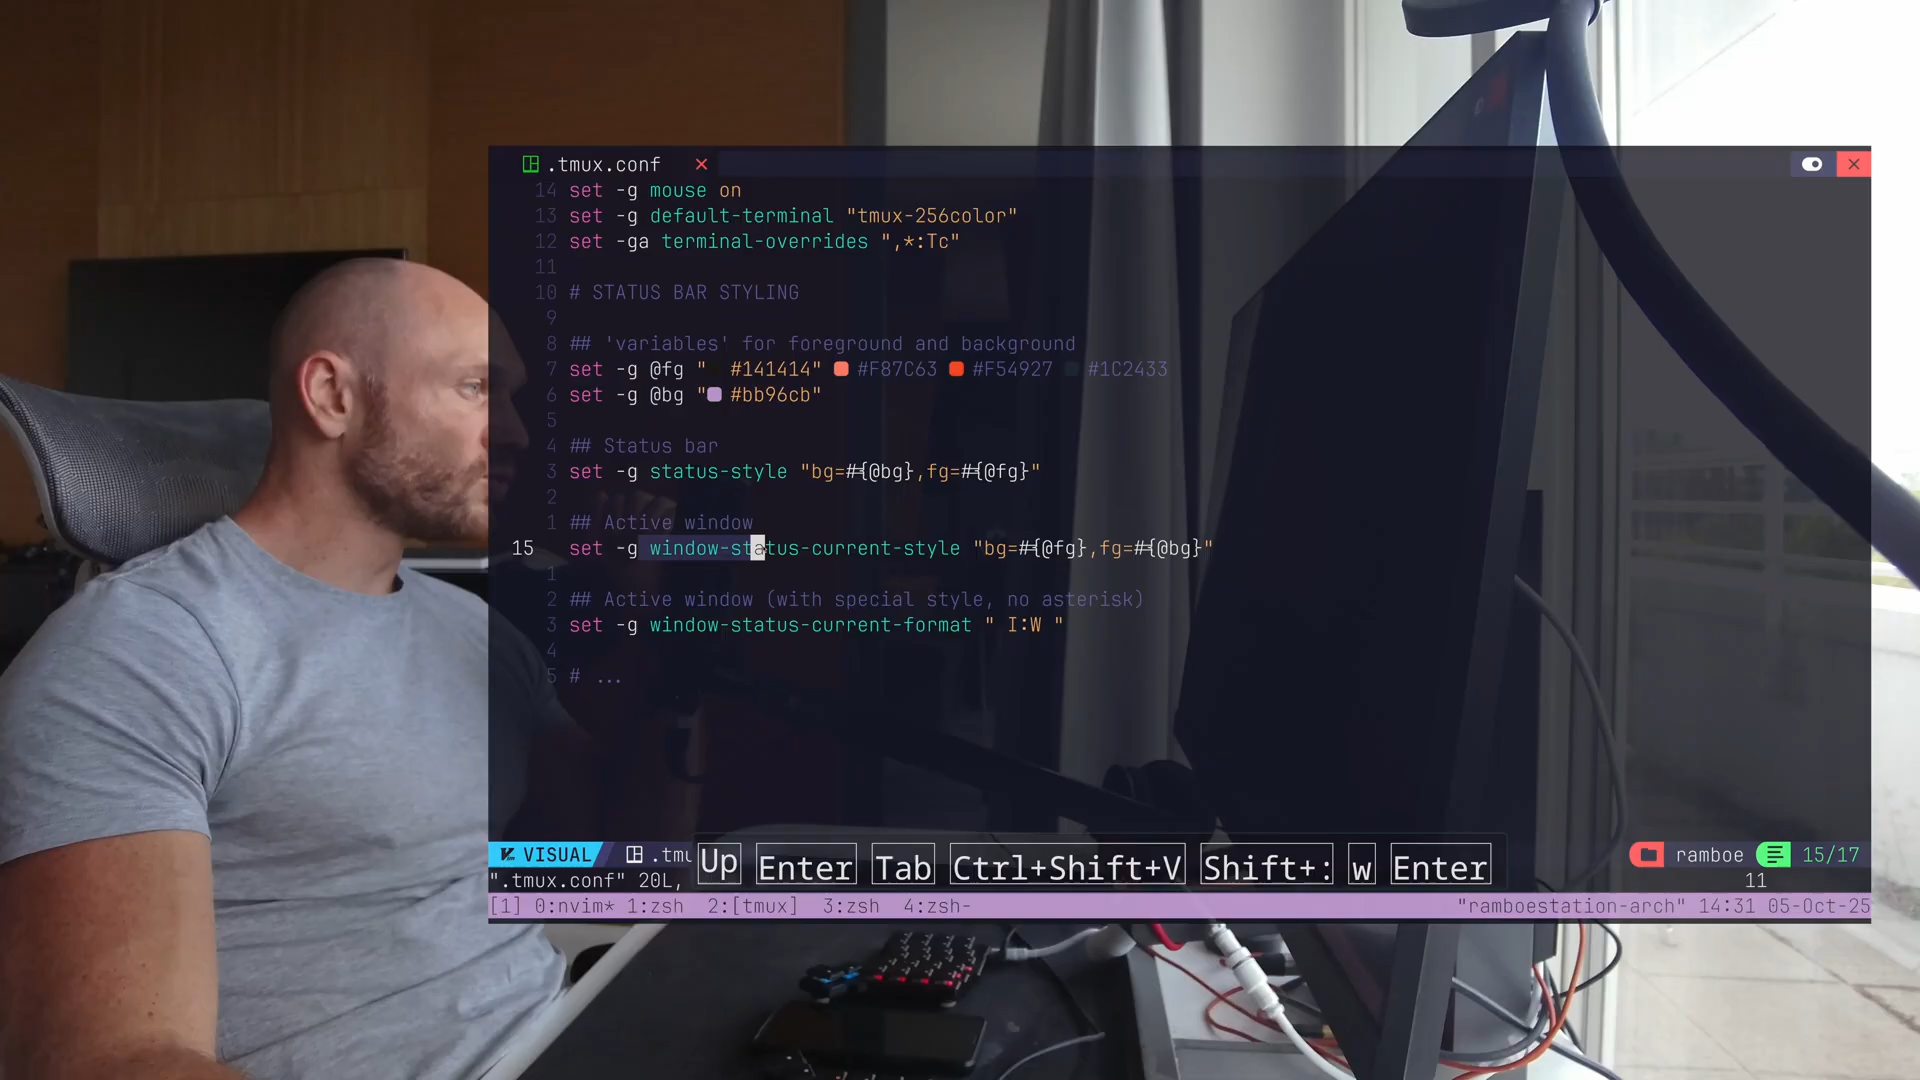 .tmux.conf ×
14 set -g mouse on
13 set -g default-terminal "tmux-256color"
12 set -ga terminal-overrides ",*:Tc"
11
10 # STATUS BAR STYLING
9
8 ## 'variables' for foreground and background
7 set -g @fg " #141414" #F87C63 #F54927 #1C2433
6 set -g @bg " #bb96cb"
5
4 ## Status bar
3 set -g status-style "bg=#{@bg},fg=#{@fg}"
2
1 ## Active window
15 set -g window-status-current-style "bg=#{@fg},fg=#{@bg}"
1
2 ## Active window (with special style, no asterisk)
3 set -g window-status-current-format " I:W "
4
5 # ...
VISUAL .tmu ramboe 15/17
Up Enter Tab Ctrl+Shift+V Shift+: w Enter
".tmux.conf" 20L, 11
[1] 0:nvim* 1:zsh 2:[tmux] 3:zsh 4:zsh- "ramboestation-arch" 14:31 05-Oct-25